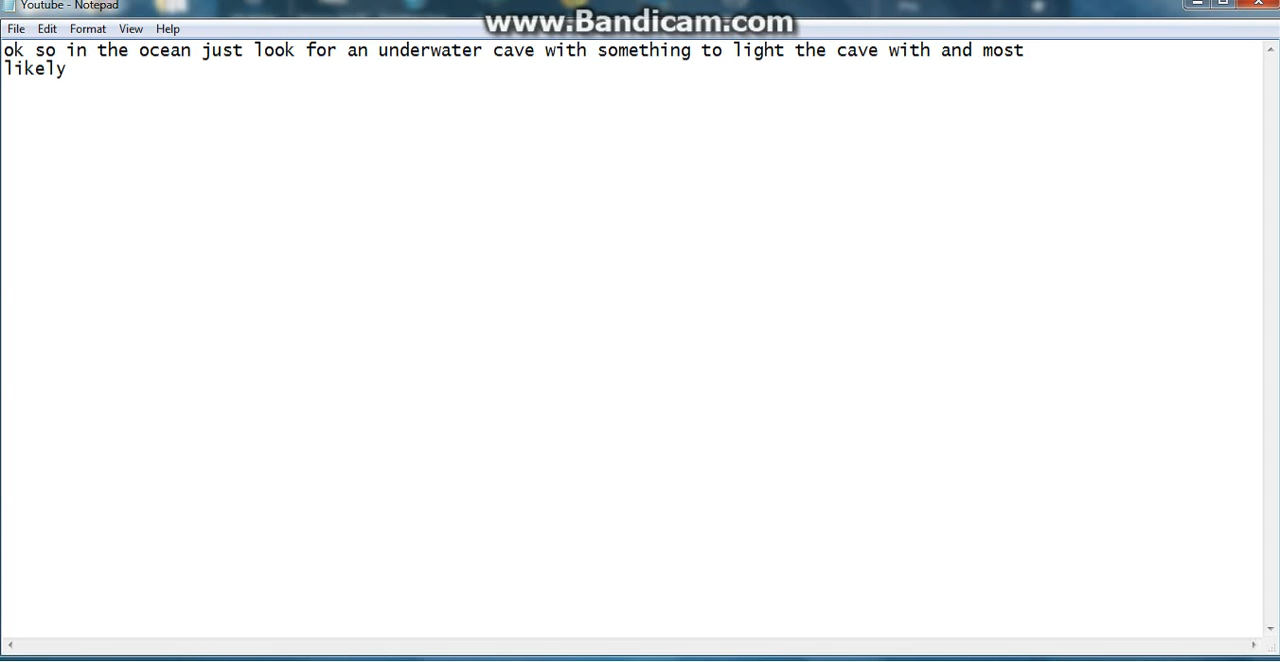 Youtube - Notepad
www.Bandicam.com
File Edit Format View Help
ok so in the ocean just look for an underwater cave with something to light the cave with and most
likely